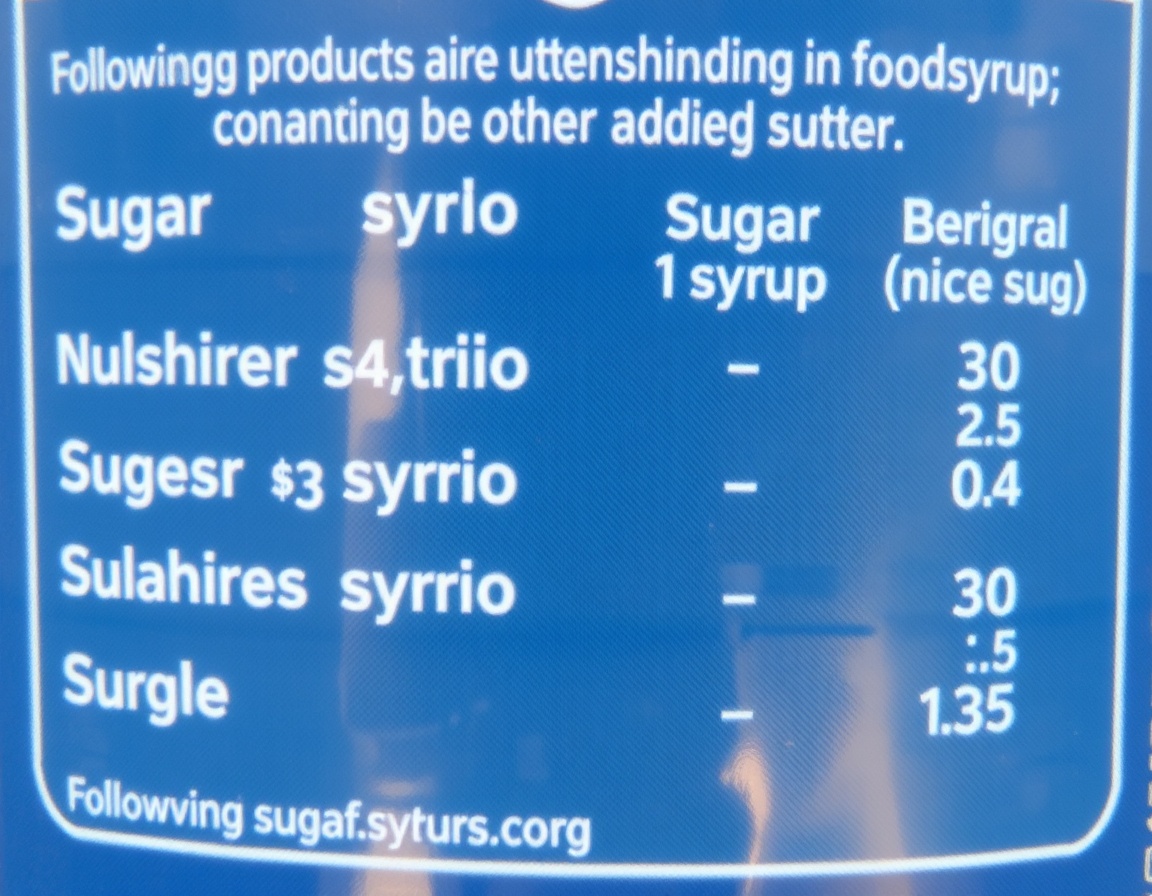 Followingg products aire uttenshinding in foodsyrup;
conanting be other addieg sutter.
Sugar syrlo Sugar Berigral
1 syrup (nice sug)
Nulshirer s4,triio – 30
2.5
Sugesr $3 syrrio – 0.4
Sulahires syrrio – 30
:.5
Surgle – 1.35
Followving sugaf.syturs.corg